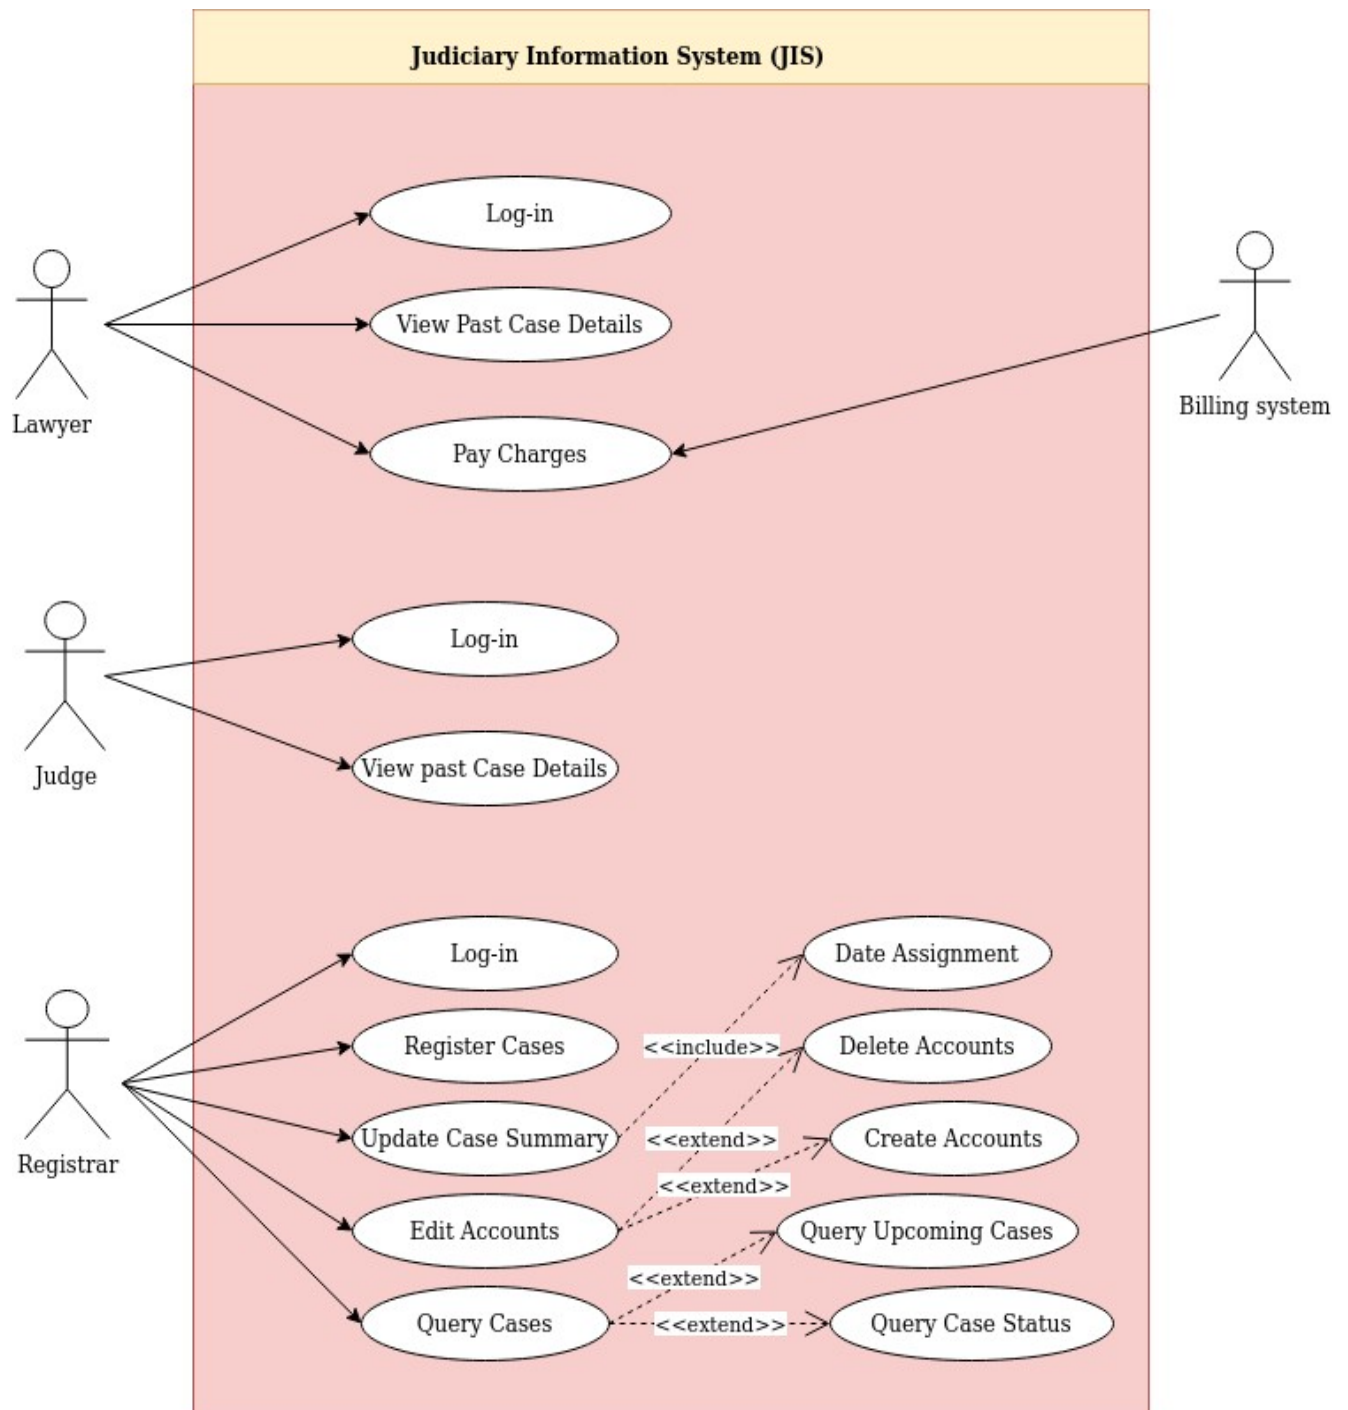 Judiciary Information System (JIS)
Log-in
View Past Case Details
Pay Charges
Lawyer
Billing system
Log-in
View past Case Details
Judge
Log-in
Date Assignment
Register Cases
<<include>>
Delete Accounts
Update Case Summary
<<extend>>
Create Accounts
Registrar
<<extend>>
Edit Accounts
Query Upcoming Cases
<<extend>>
Query Cases
<<extend>>
Query Case Status